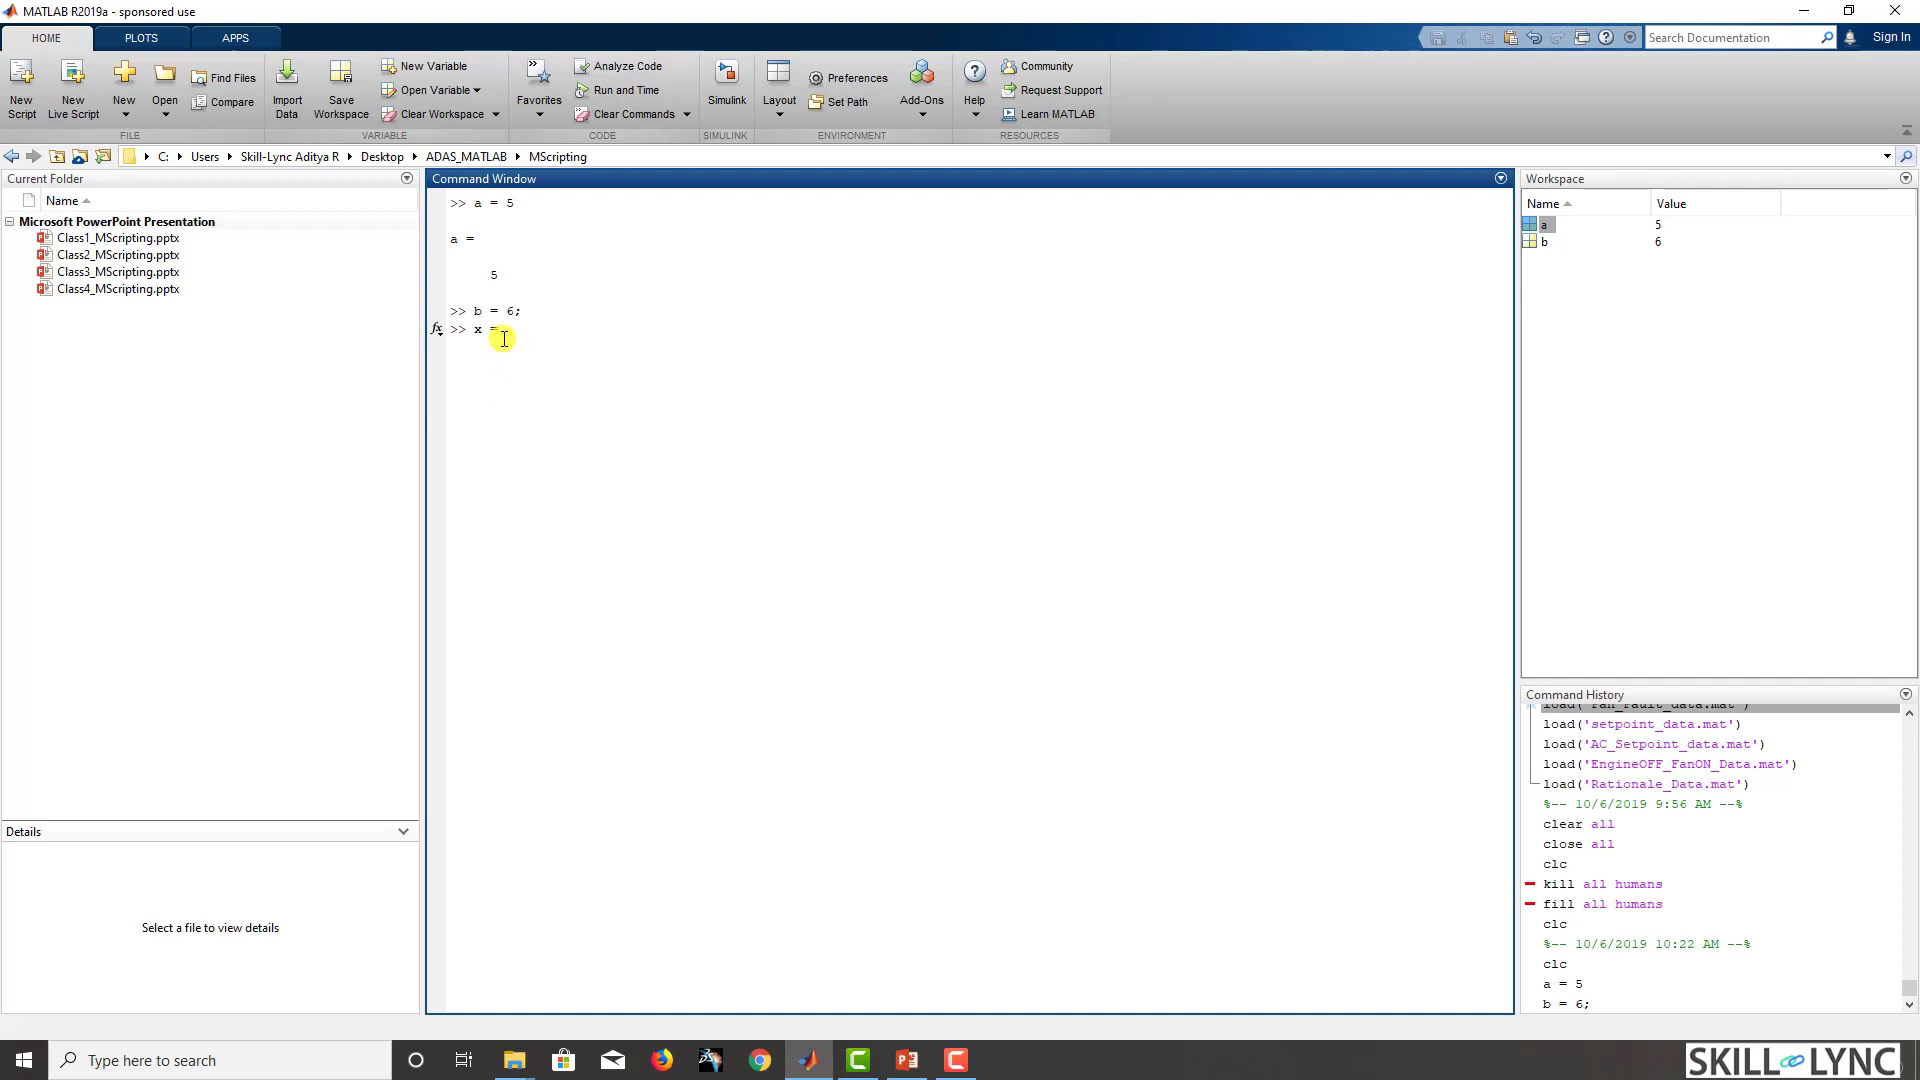 MATLAB R2019a - sponsored use
HOME
PLOTS
APPS
Search Documentation
Sign In
New Script
New Live Script
New
Open
Find Files
Compare
Import Data
Save Workspace
New Variable
Open Variable
Clear Workspace
Favorites
Analyze Code
Run and Time
Clear Commands
Simulink
Layout
Preferences
Set Path
Add-Ons
Help
Community
Request Support
Learn MATLAB
FILE
VARIABLE
CODE
SIMULINK
ENVIRONMENT
RESOURCES
C:
Users
Skill-Lync Aditya R
Desktop
ADAS_MATLAB
MScripting
Current Folder
Name
Microsoft PowerPoint Presentation
Class1_MScripting.pptx
Class2_MScripting.pptx
Class3_MScripting.pptx
Class4_MScripting.pptx
Details
Select a file to view details
Command Window
>> a = 5
a =
5
>> b = 6;
fx >> x =
Workspace
Name
Value
a
5
b
6
Command History
load('Fan_Fault_data.mat')
load('setpoint_data.mat')
load('AC_Setpoint_data.mat')
load('EngineOFF_FanON_Data.mat')
load('Rationale_Data.mat')
%-- 10/6/2019 9:56 AM --%
clear all
close all
clc
kill all humans
fill all humans
clc
%-- 10/6/2019 10:22 AM --%
clc
a = 5
b = 6;
Type here to search
SKILL LYNC